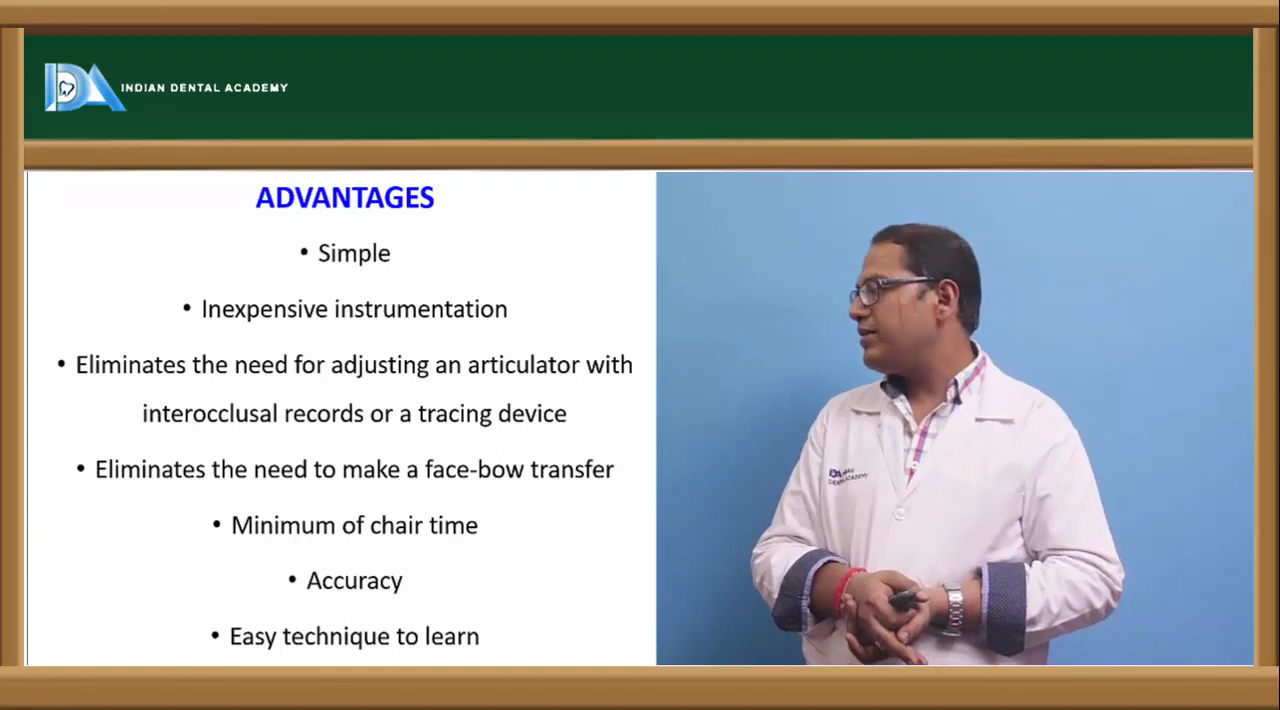 INDIAN DENTAL ACADEMY
ADVANTAGES
• Simple
• Inexpensive instrumentation
• Eliminates the need for adjusting an articulator with
interocclusal records or a tracing device
• Eliminates the need to make a face-bow transfer
• Minimum of chair time
• Accuracy
• Easy technique to learn